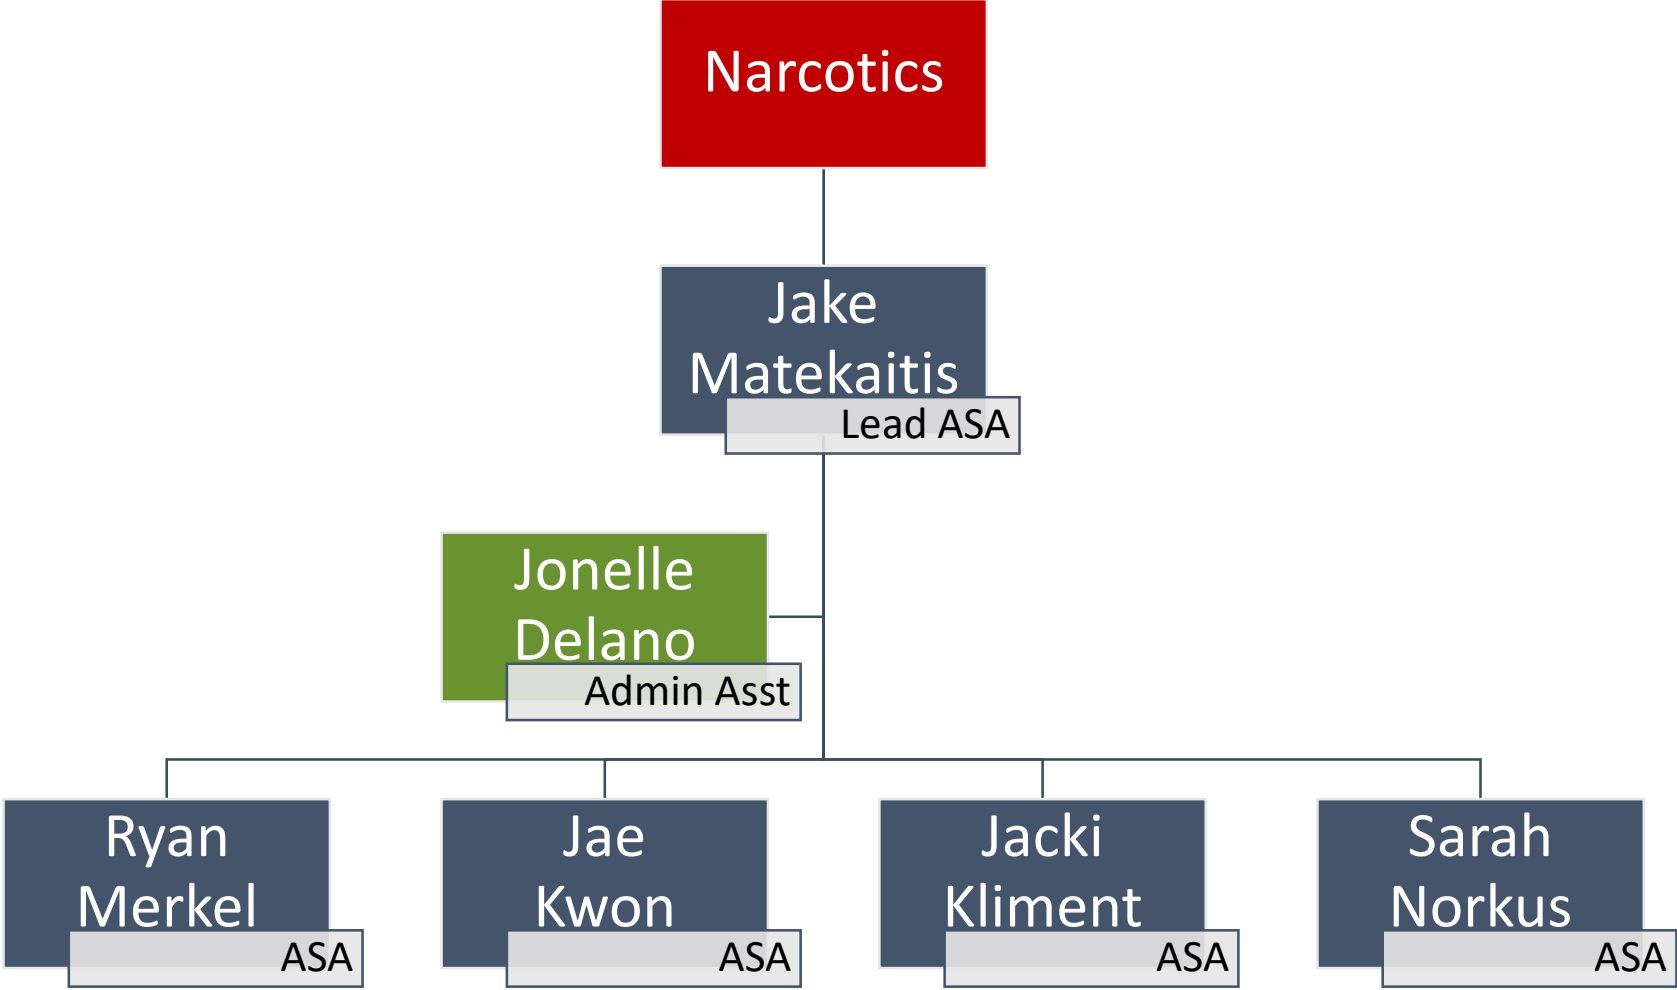 Narcotics
Jake
Matekaitis
Lead ASA
Jonelle
Delano
Admin Asst
Ryan
Merkel
ASA
Jae
Kwon
ASA
Jacki
Kliment
ASA
Sarah
Norkus
ASA